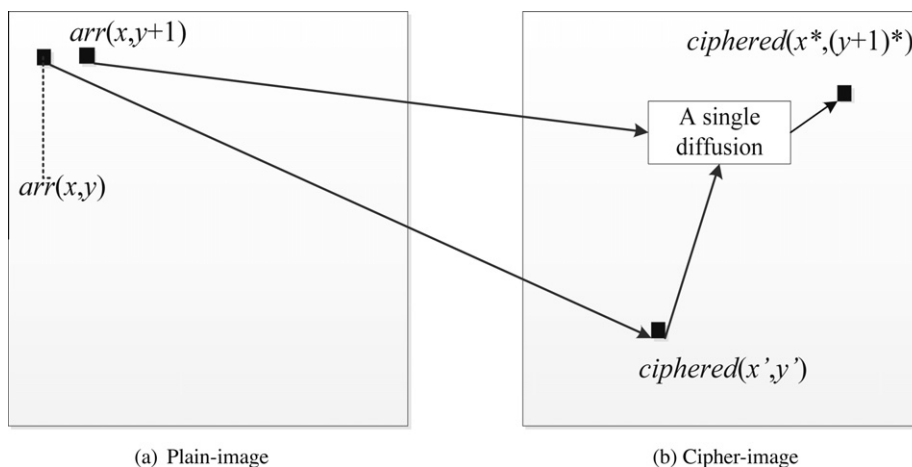 arr(x,y+1)
arr(x,y)
ciphered(x*,(y+1)*)
A single
diffusion
ciphered(x’,y’)
(a) Plain-image
(b) Cipher-image